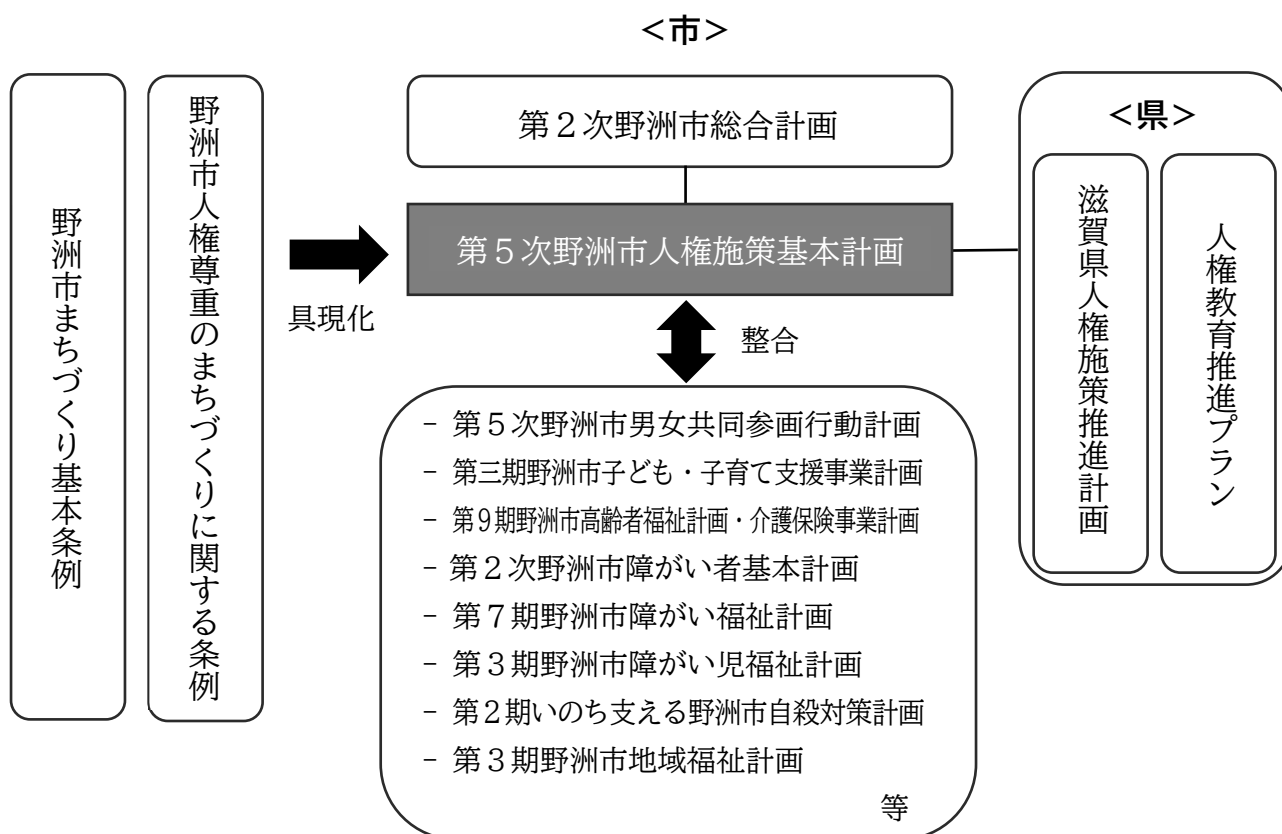 <市>
野洲市まちづくり基本条例
野洲市人権尊重のまちづくりに関する条例
具現化
第２次野洲市総合計画
第５次野洲市人権施策基本計画
整合
- 第５次野洲市男女共同参画行動計画
- 第三期野洲市子ども・子育て支援事業計画
- 第９期野洲市高齢者福祉計画・介護保険事業計画
- 第２次野洲市障がい者基本計画
- 第７期野洲市障がい福祉計画
- 第３期野洲市障がい児福祉計画
- 第２期いのち支える野洲市自殺対策計画
- 第３期野洲市地域福祉計画
等
<県>
滋賀県人権施策推進計画
人権教育推進プラン